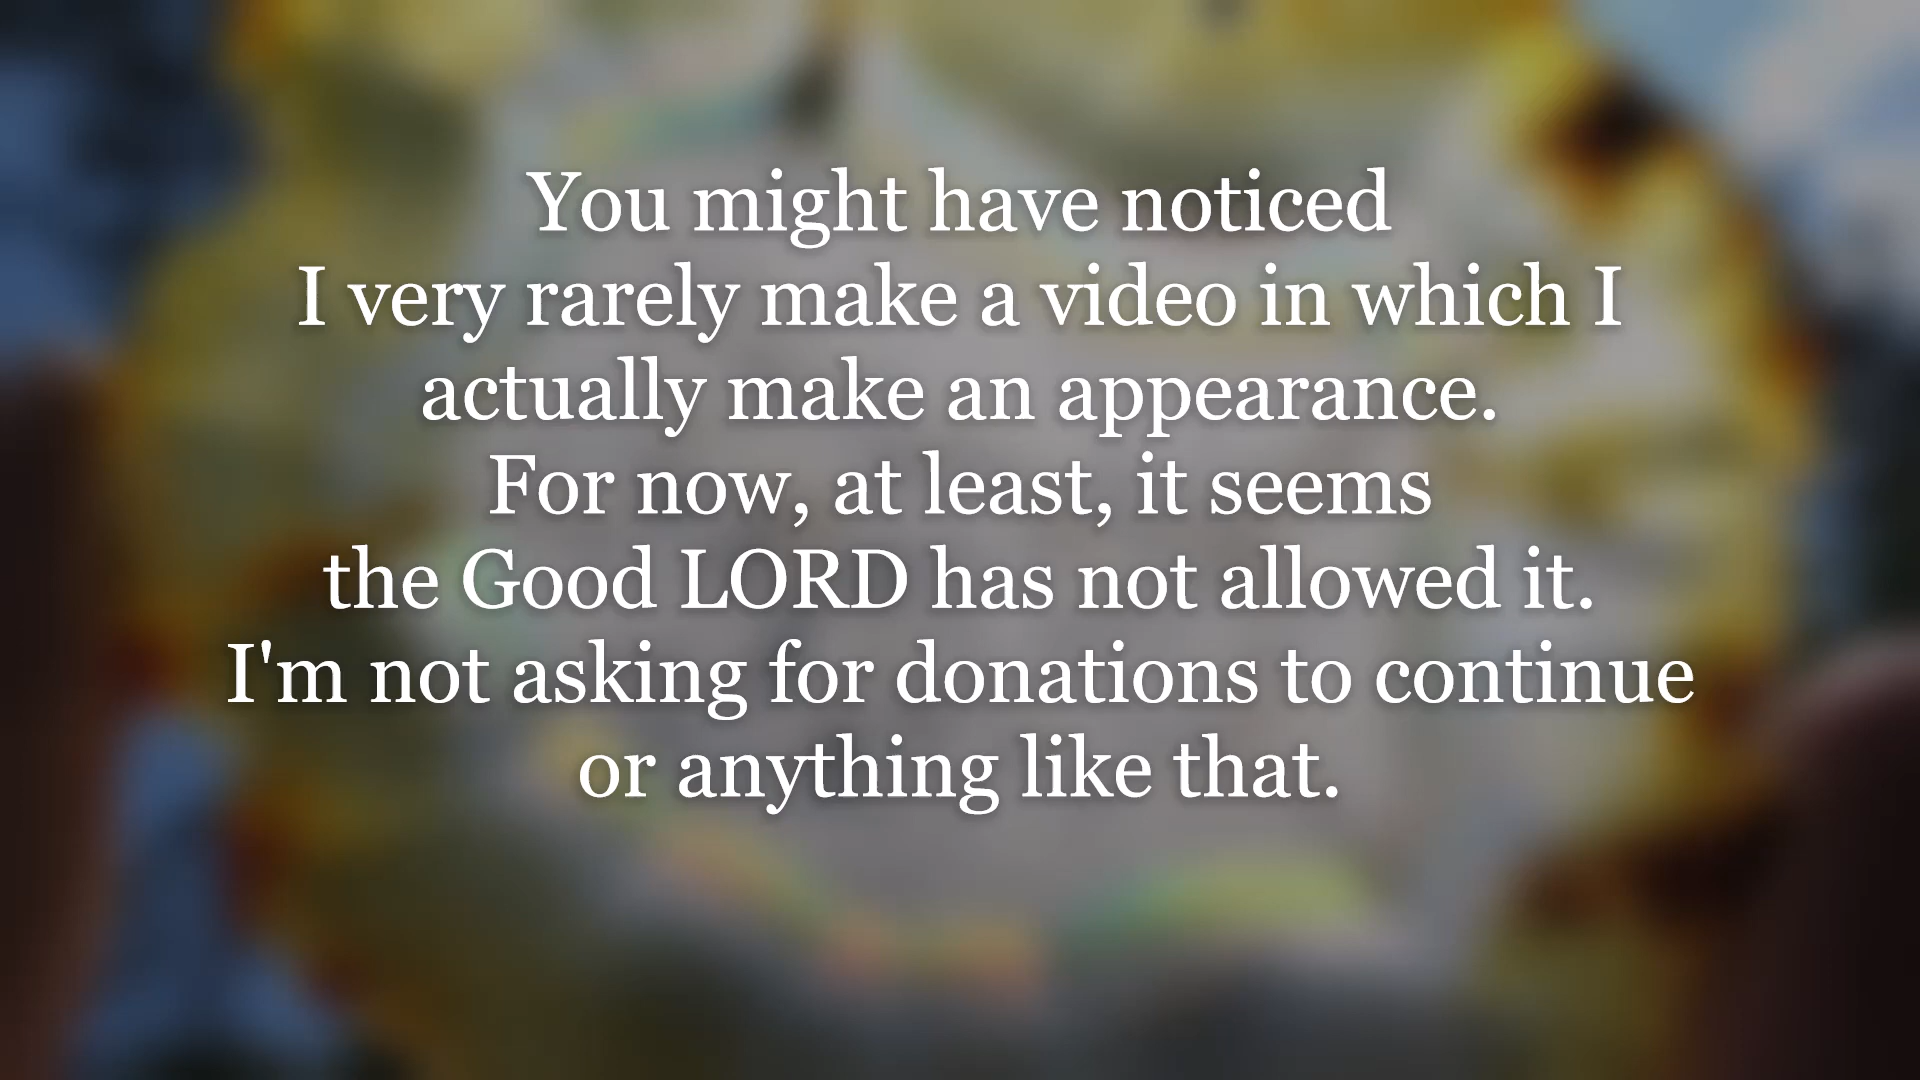 You might have noticed
I very rarely make a video in which I
actually make an appearance.
For now, at least, it seems
the Good LORD has not allowed it.
I'm not asking for donations to continue
or anything like that.